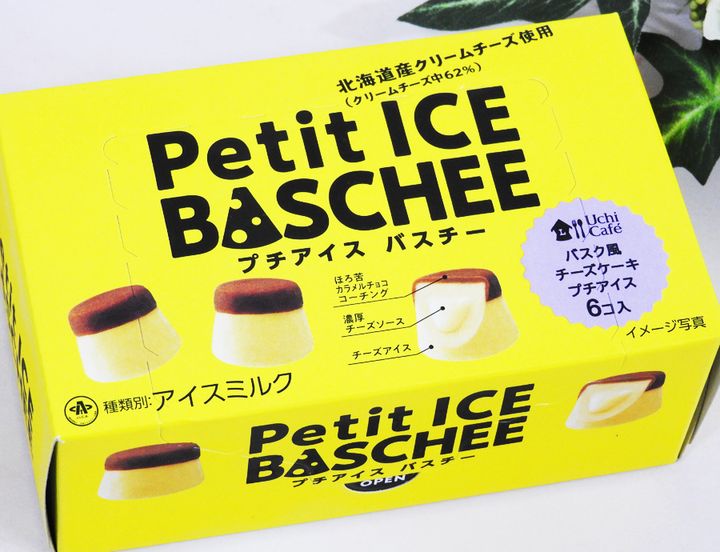 北海道産クリームチーズ使用
(クリームチーズ中62%)
Petit ICE
BASCHEE
プチアイス バスチー
Uchi
Café
バスク風
チーズケーキ
プチアイス
6コ入
ほろ苦
カラメルチョコ
コーチング
濃厚
チーズソース
チーズアイス
イメージ写真
種類別:アイスミルク
Petit ICE
BASCHEE
プチアイス バスチー
OPEN
Petit ICE